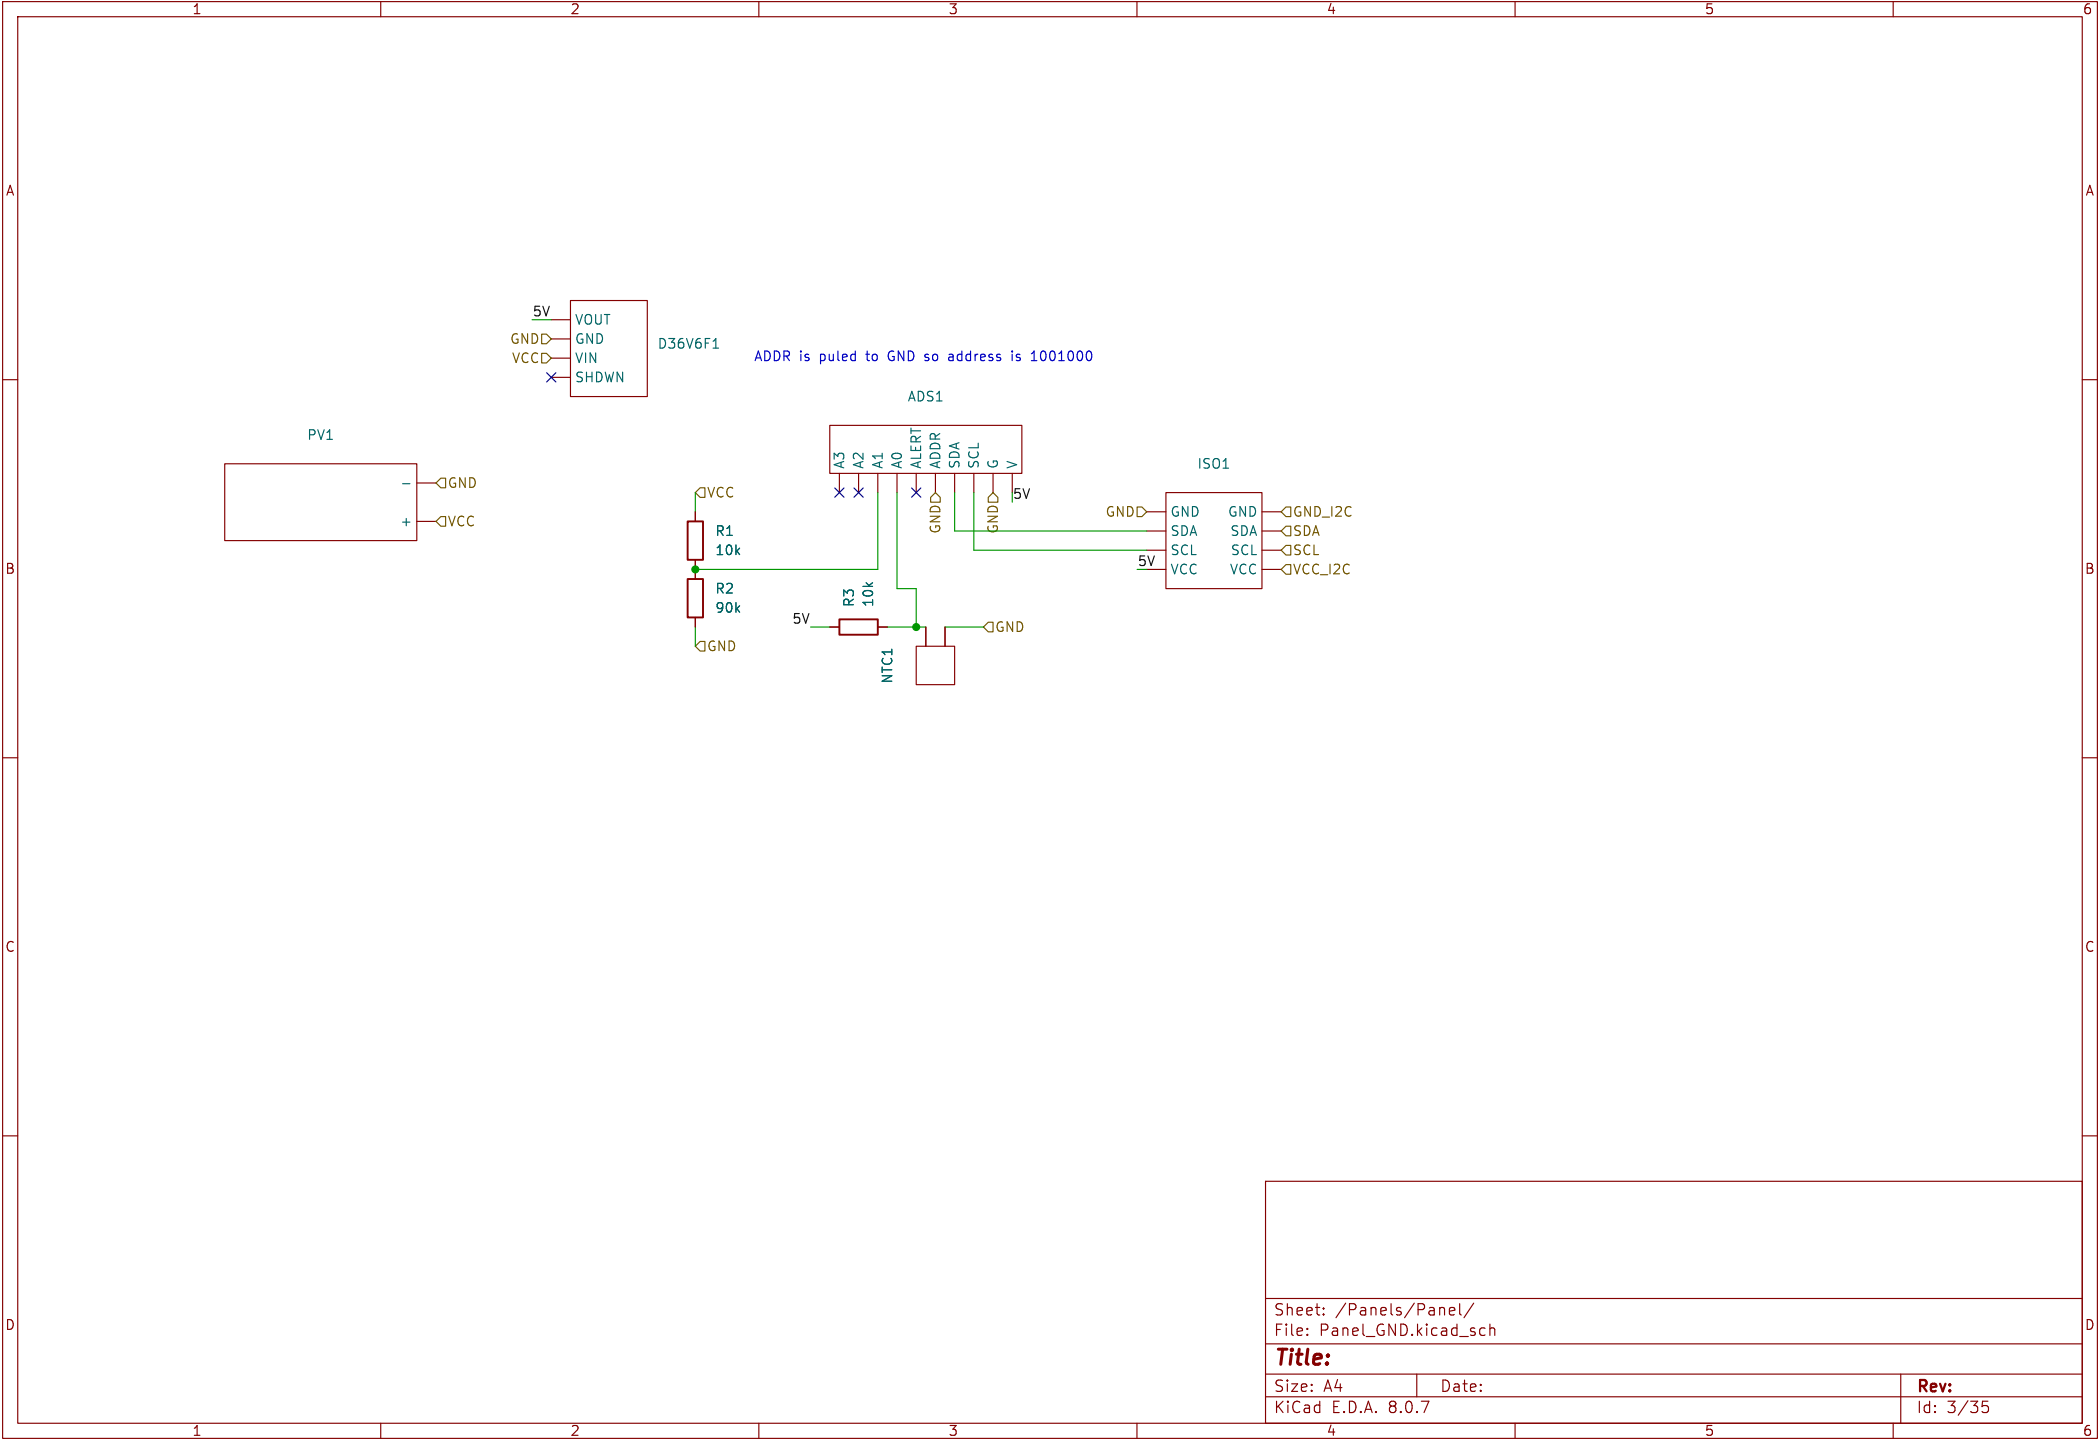 1 2 3 4 5 6
A A
5V
VOUT
GND GND
VCC VIN
SHDWN
D36V6F1
ADDR is puled to GND so address is 1001000
ADS1
A3 A2 A1 A0 ALERT ADDR SDA SCL G V
GND GND 5V
PV1
- GND
+ VCC
VCC
R1
10k
R2
90k
GND
R3
10k
5V
NTC1
GND
ISO1
GND GND GND GND_I2C
SDA SDA SDA
SCL SCL SCL
5V VCC VCC VCC_I2C
B B
C C
D D
Sheet: /Panels/Panel/
File: Panel_GND.kicad_sch
Title:
Size: A4 Date: Rev:
KiCad E.D.A. 8.0.7 Id: 3/35
1 2 3 4 5 6